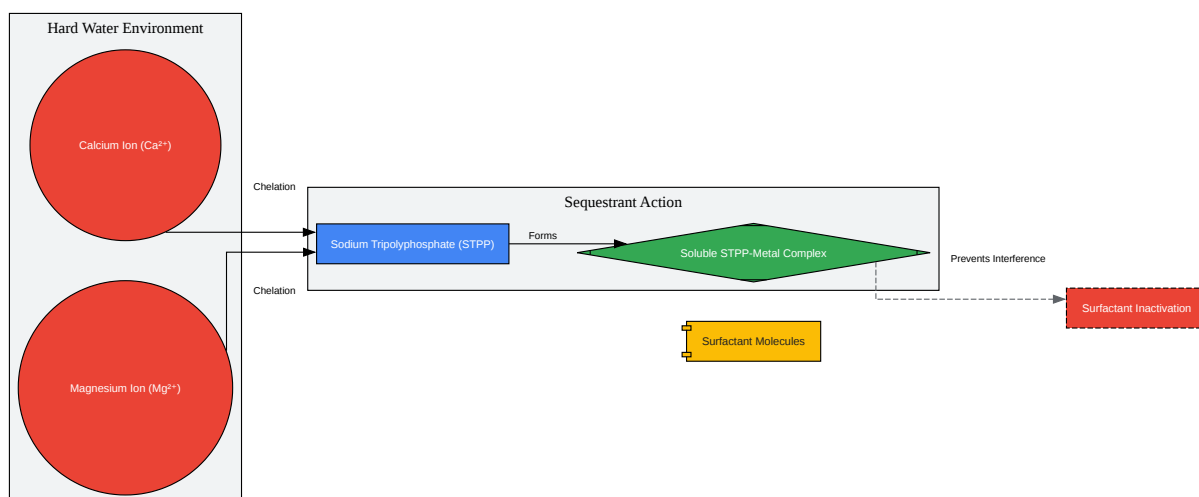 Hard Water Environment
Calcium Ion (Ca²⁺)
Chelation
Sequestrant Action
Sodium Tripolyphosphate (STPP)
Forms
Soluble STPP-Metal Complex
Prevents Interference
Chelation
Surfactant Inactivation
Surfactant Molecules
Magnesium Ion (Mg²⁺)